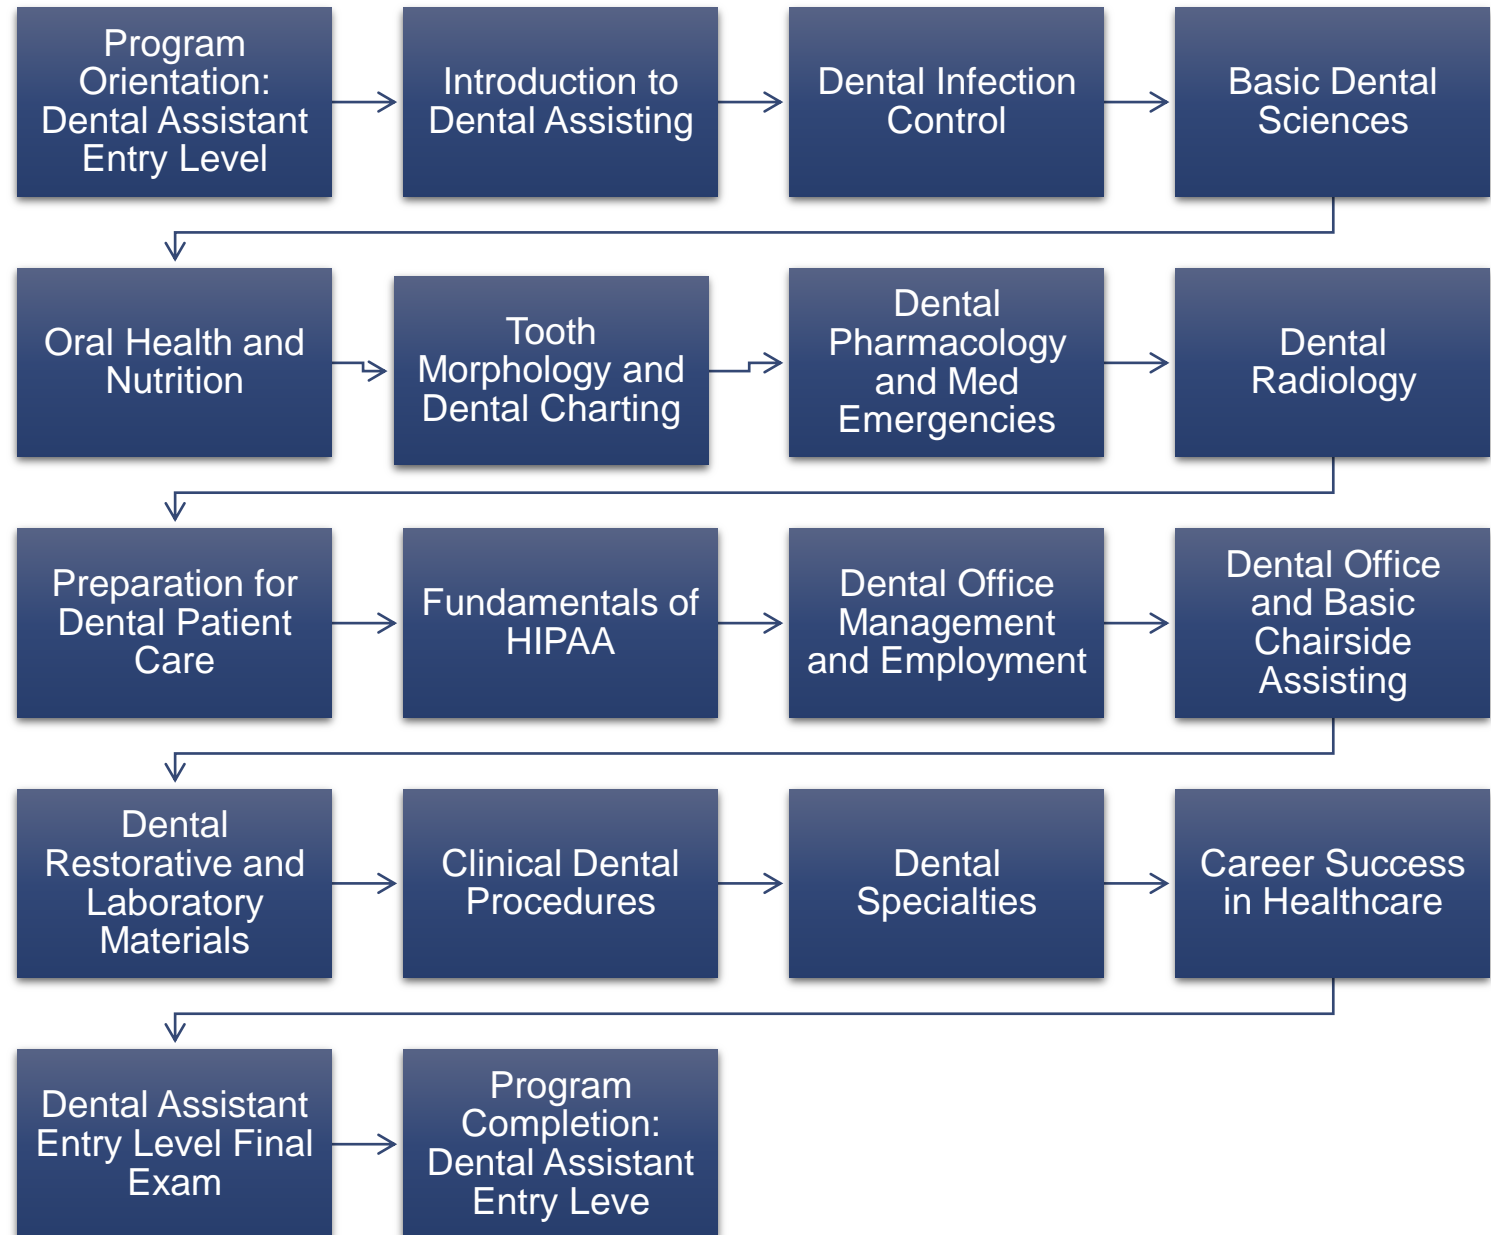 Program
Orientation:
Dental Assistant
Entry Level
Introduction to
Dental Assisting
Dental Infection
Control
Basic Dental
Sciences
Oral Health and
Nutrition
Tooth
Morphology and
Dental Charting
Dental
Pharmacology
and Med
Emergencies
Dental
Radiology
Preparation for
Dental Patient
Care
Fundamentals of
HIPAA
Dental Office
Management
and Employment
Dental Office
and Basic
Chairside
Assisting
Dental
Restorative and
Laboratory
Materials
Clinical Dental
Procedures
Dental
Specialties
Career Success
in Healthcare
Dental Assistant
Entry Level Final
Exam
Program
Completion:
Dental Assistant
Entry Leve